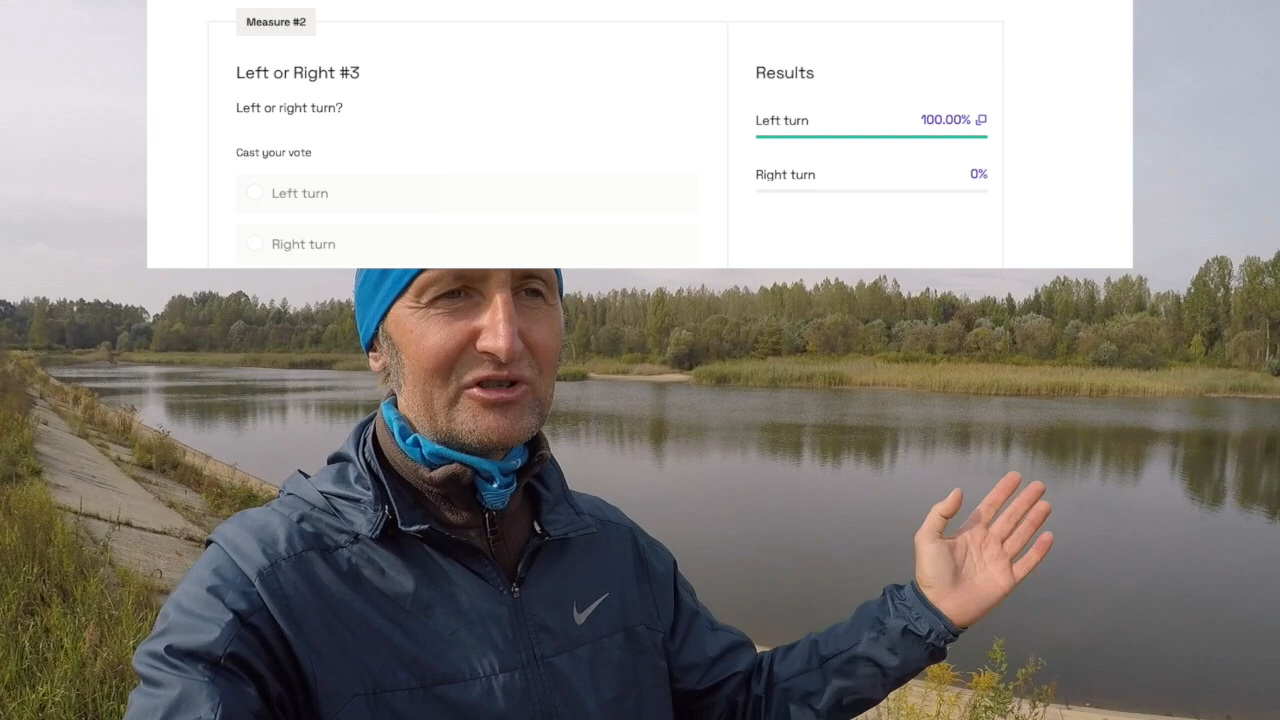 Measure #2
Left or Right #3
Left or right turn?
Cast your vote
Left turn
Right turn
Results
Left turn 100.00%
Right turn 0%